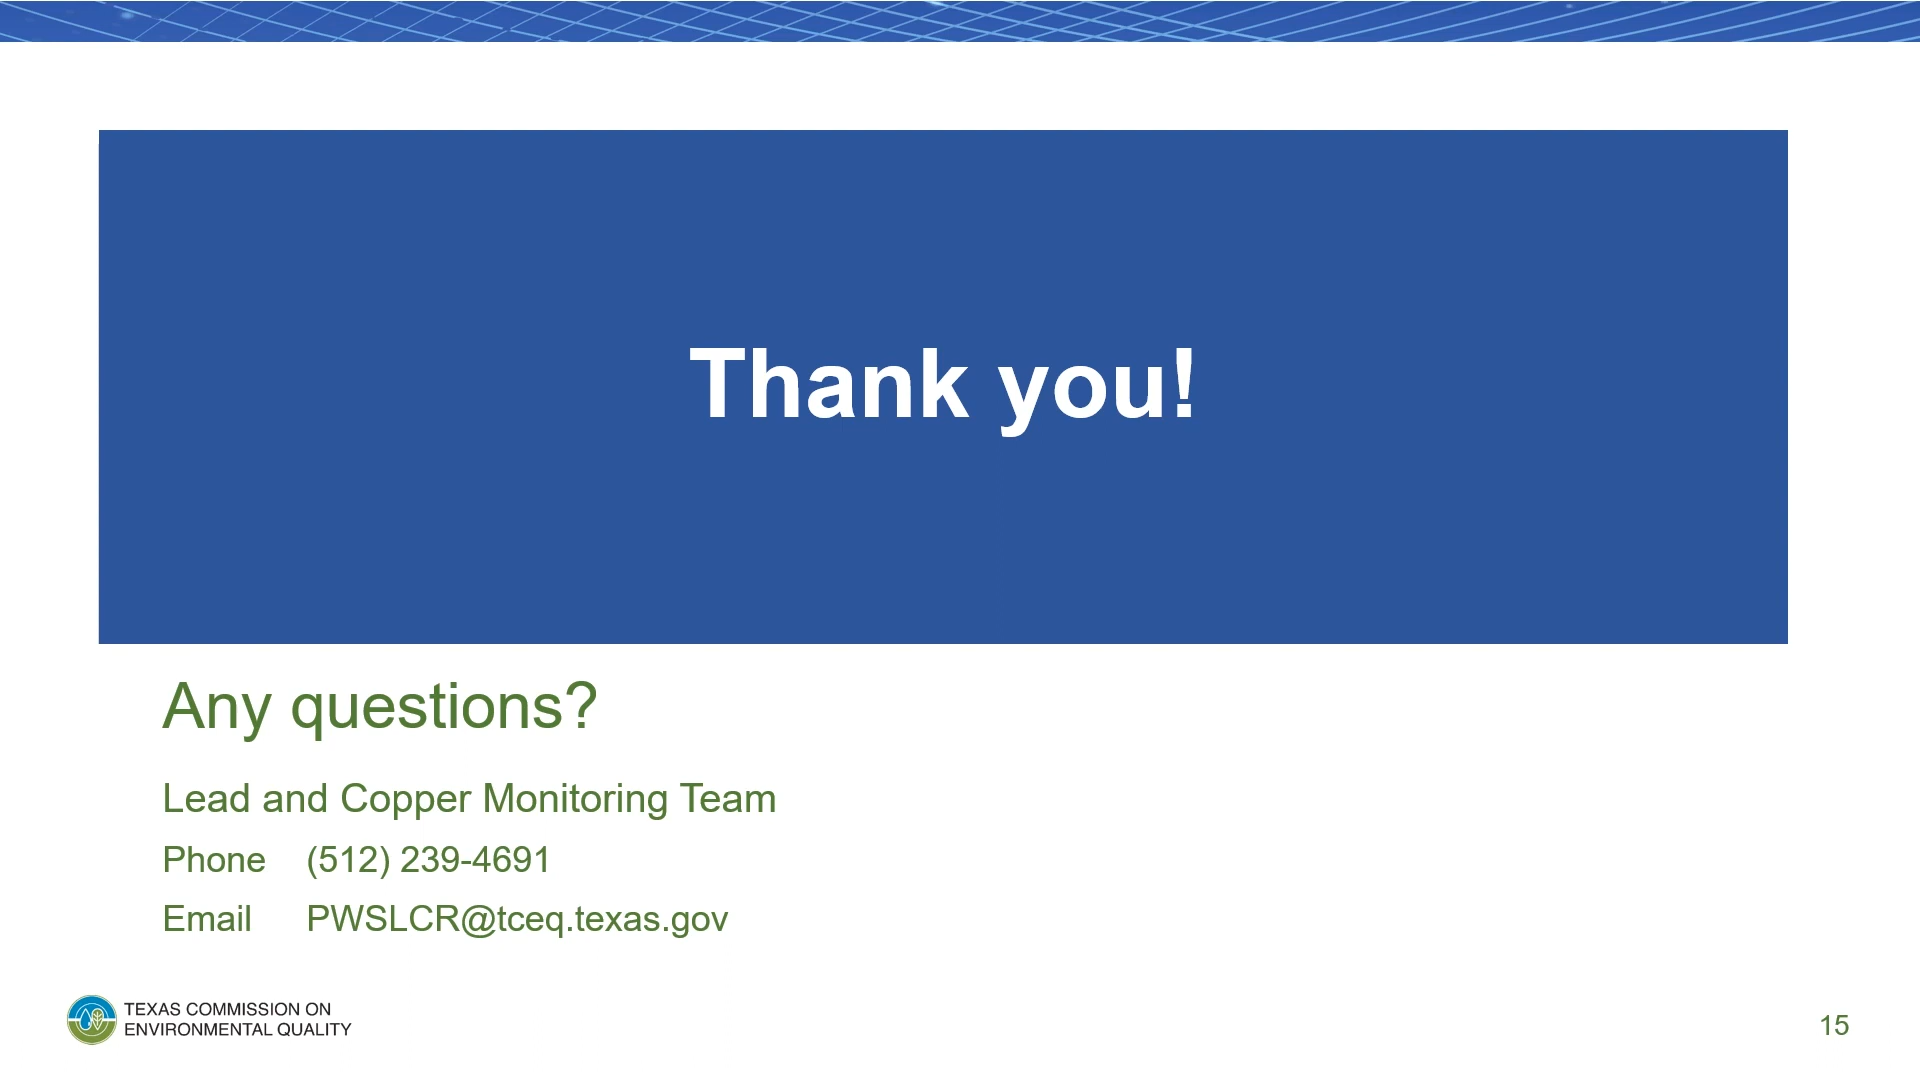 Thank you!
Any questions?
Lead and Copper Monitoring Team
Phone (512) 239-4691
Email PWSLCR@tceq.texas.gov
TEXAS COMMISSION ON
ENVIRONMENTAL QUALITY
15